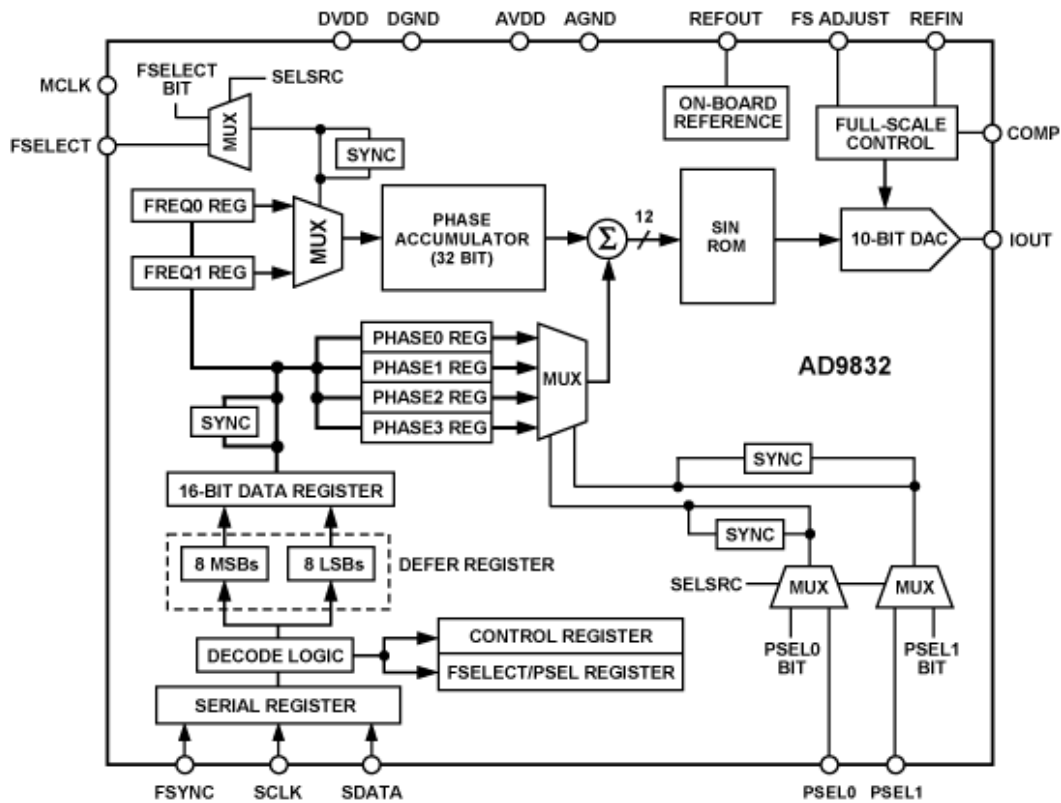 DVDD
DGND
AVDD
AGND
REFOUT
FS ADJUST
REFIN
MCLK
FSELECT
BIT
SELSRC
MUX
FSELECT
SYNC
ON-BOARD
REFERENCE
FULL-SCALE
CONTROL
COMP
FREQ0 REG
FREQ1 REG
MUX
PHASE
ACCUMULATOR
(32 BIT)
Σ
12
SIN
ROM
10-BIT DAC
IOUT
PHASE0 REG
PHASE1 REG
PHASE2 REG
PHASE3 REG
MUX
AD9832
SYNC
SYNC
16-BIT DATA REGISTER
SYNC
8 MSBs
8 LSBs
DEFER REGISTER
SELSRC
MUX
MUX
DECODE LOGIC
CONTROL REGISTER
FSELECT/PSEL REGISTER
PSEL0
BIT
PSEL1
BIT
SERIAL REGISTER
FSYNC
SCLK
SDATA
PSEL0
PSEL1